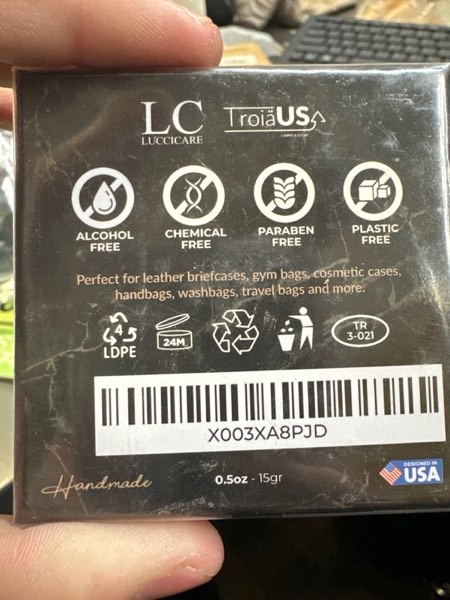 LC
LUCCICARE
TroiäUS
ALCOHOL
FREE
CHEMICAL
FREE
PARABEN
FREE
PLASTIC
FREE
Perfect for leather briefcases, gym bags, cosmetic cases,
handbags, washbags, travel bags and more.
4
LDPE
24M
TR
3-021
X003XA8PJD
Handmade
0.5oz - 15gr
DESIGNED IN
USA